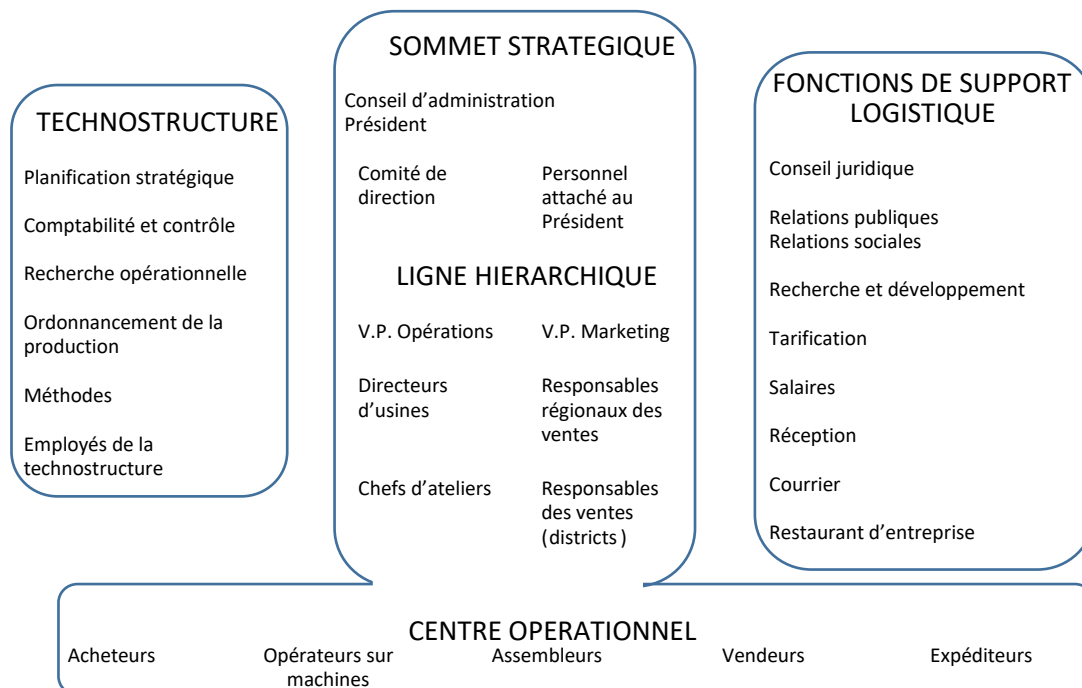 TECHNOSTRUCTURE
Planification stratégique
Comptabilité et contrôle
Recherche opérationnelle
Ordonnancement de la
production
Méthodes
Employés de la
technostructure
SOMMET STRATEGIQUE
Conseil d’administration
Président
Comité de
direction
Personnel
attaché au
Président
LIGNE HIERARCHIQUE
V.P. Opérations
V.P. Marketing
Directeurs
d’usines
Responsables
régionaux des
ventes
Chefs d’ateliers
Responsables
des ventes
(districts )
FONCTIONS DE SUPPORT
LOGISTIQUE
Conseil juridique
Relations publiques
Relations sociales
Recherche et développement
Tarification
Salaires
Réception
Courrier
Restaurant d’entreprise
CENTRE OPERATIONNEL
Acheteurs
Opérateurs sur
machines
Assembleurs
Vendeurs
Expéditeurs